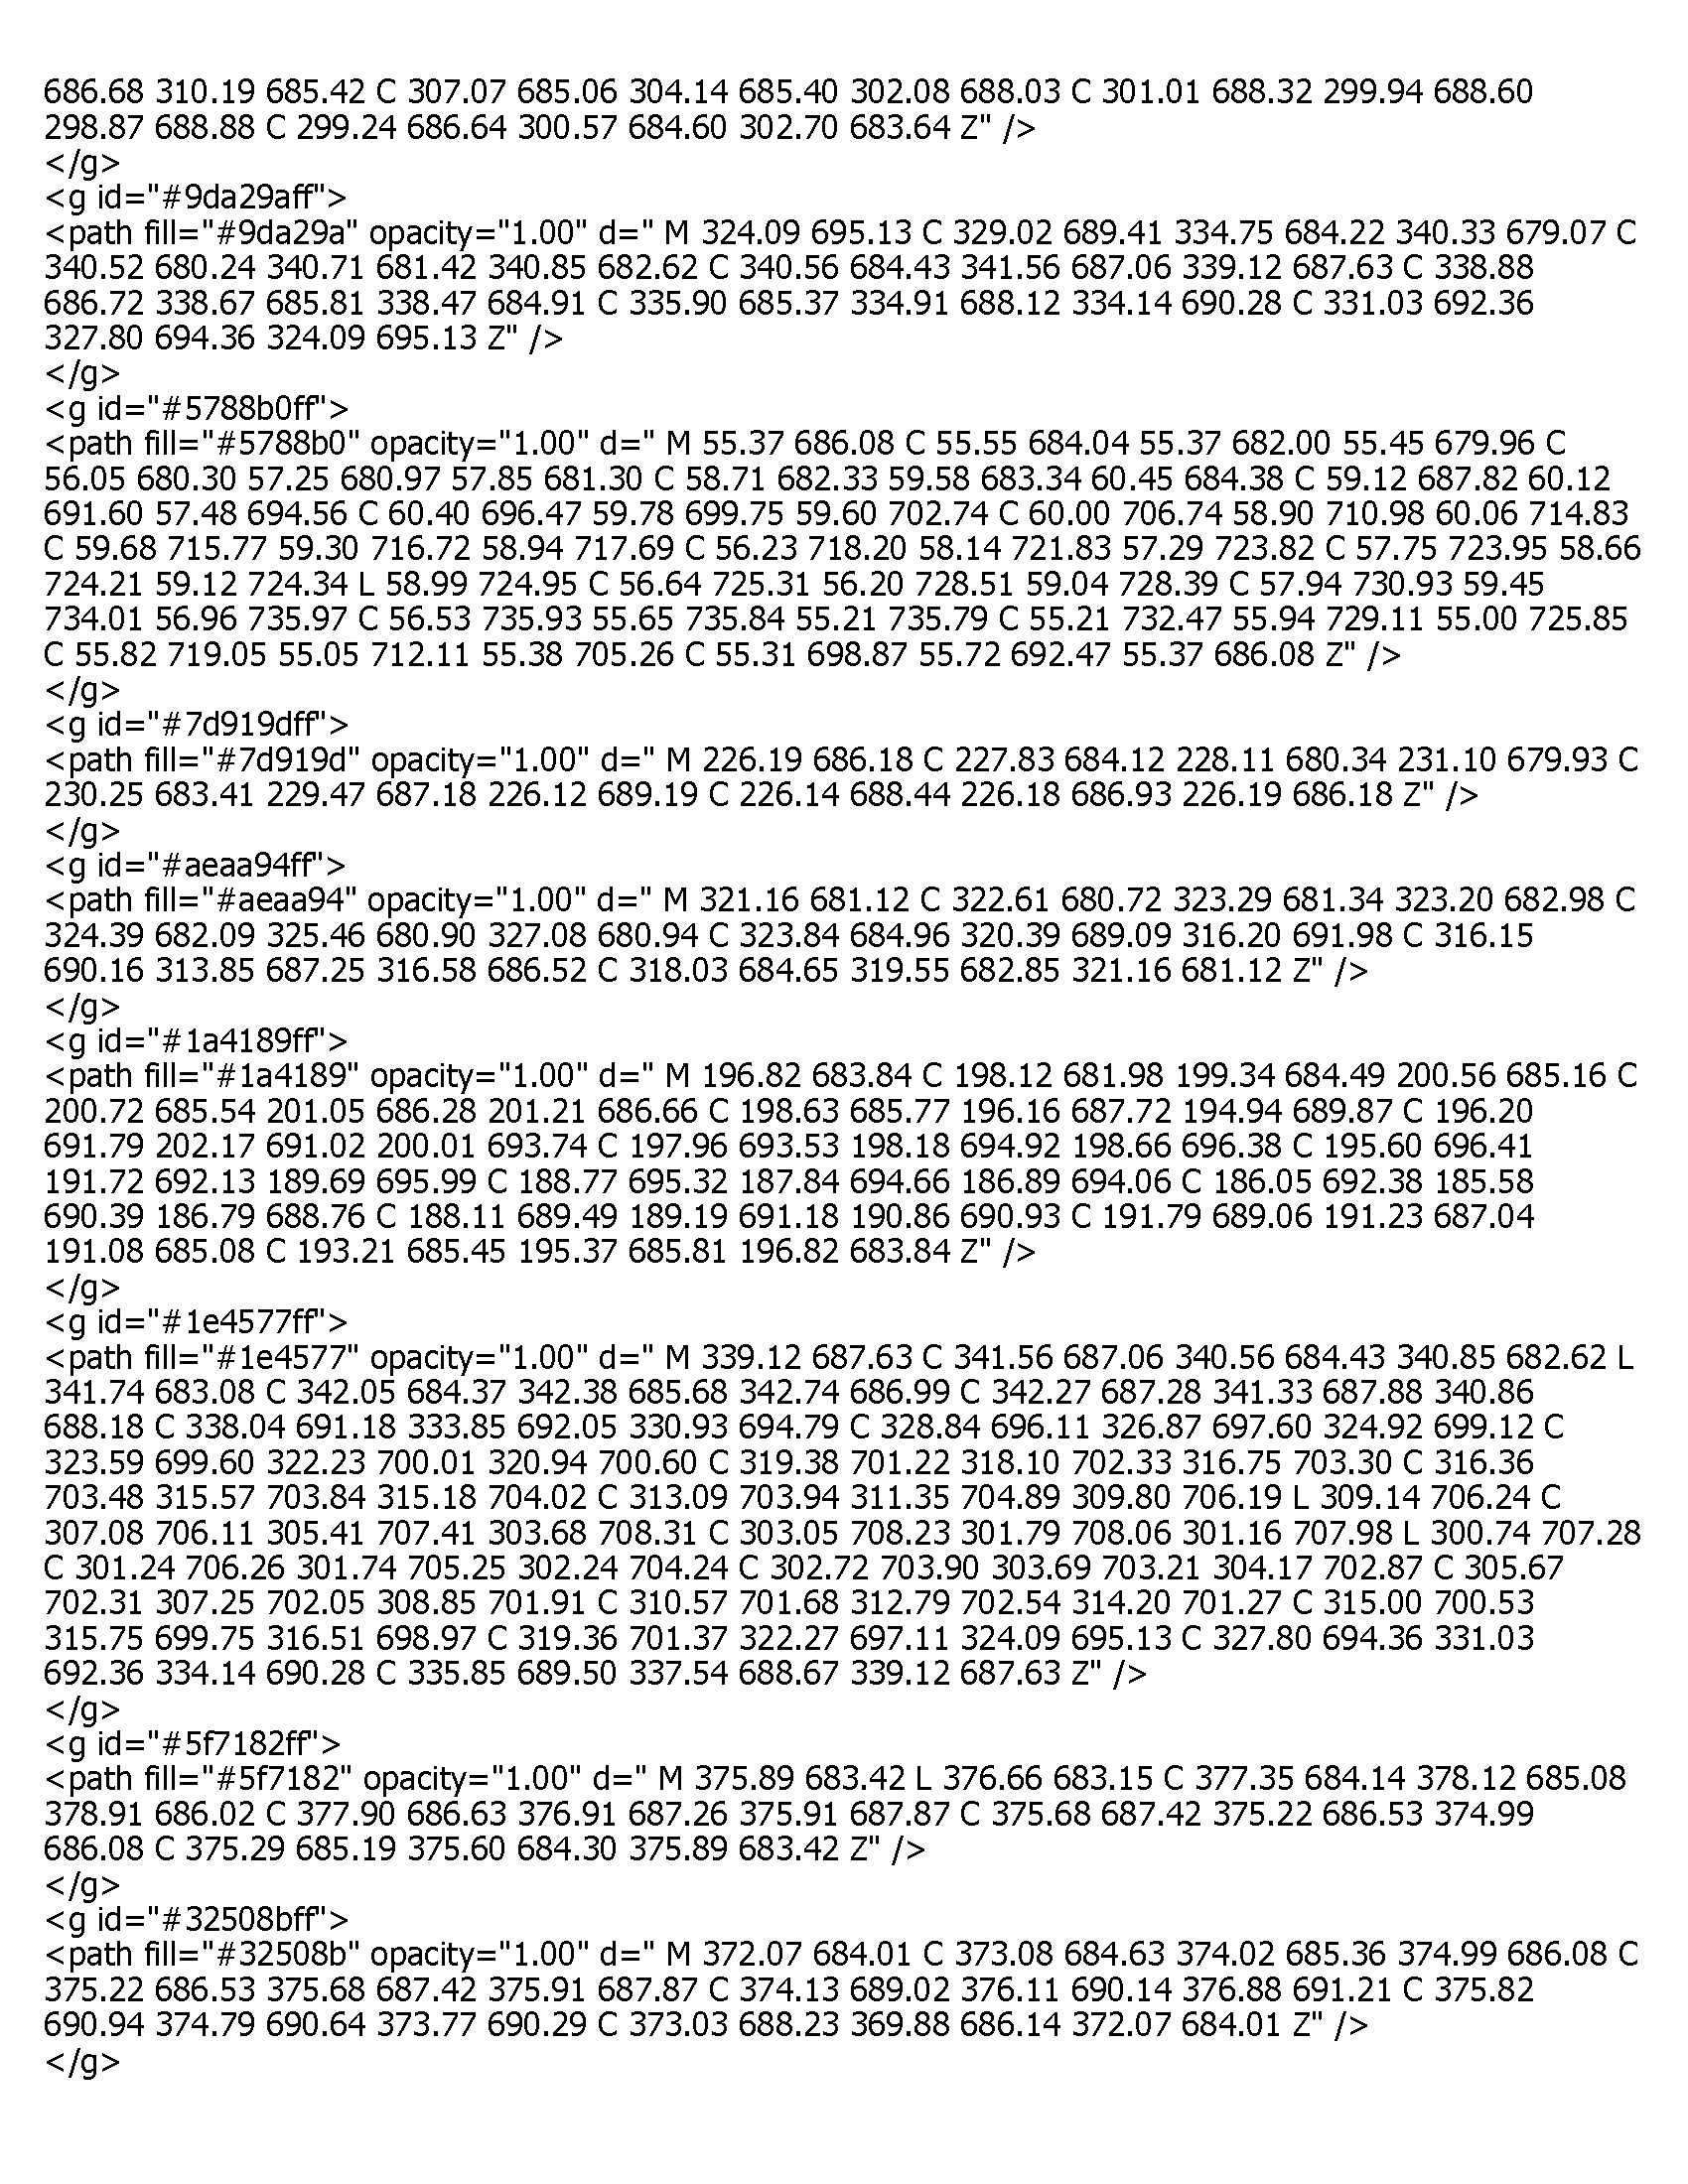 686.68 310.19 685.42 C 307.07 685.06 304.14 685.40 302.08 688.03 C 301.01 688.32 299.94 688.60
298.87 688.88 C 299.24 686.64 300.57 684.60 302.70 683.64 Z" />
</g>
<g id="#9da29aff">
<path fill="#9da29a" opacity="1.00" d=" M 324.09 695.13 C 329.02 689.41 334.75 684.22 340.33 679.07 C
340.52 680.24 340.71 681.42 340.85 682.62 C 340.56 684.43 341.56 687.06 339.12 687.63 C 338.88
686.72 338.67 685.81 338.47 684.91 C 335.90 685.37 334.91 688.12 334.14 690.28 C 331.03 692.36
327.80 694.36 324.09 695.13 Z" />
</g>
<g id="#5788b0ff">
<path fill="#5788b0" opacity="1.00" d=" M 55.37 686.08 C 55.55 684.04 55.37 682.00 55.45 679.96 C
56.05 680.30 57.25 680.97 57.85 681.30 C 58.71 682.33 59.58 683.34 60.45 684.38 C 59.12 687.82 60.12
691.60 57.48 694.56 C 60.40 696.47 59.78 699.75 59.60 702.74 C 60.00 706.74 58.90 710.98 60.06 714.83
C 59.68 715.77 59.30 716.72 58.94 717.69 C 56.23 718.20 58.14 721.83 57.29 723.82 C 57.75 723.95 58.66
724.21 59.12 724.34 L 58.99 724.95 C 56.64 725.31 56.20 728.51 59.04 728.39 C 57.94 730.93 59.45
734.01 56.96 735.97 C 56.53 735.93 55.65 735.84 55.21 735.79 C 55.21 732.47 55.94 729.11 55.00 725.85
C 55.82 719.05 55.05 712.11 55.38 705.26 C 55.31 698.87 55.72 692.47 55.37 686.08 Z" />
</g>
<g id="#7d919dff">
<path fill="#7d919d" opacity="1.00" d=" M 226.19 686.18 C 227.83 684.12 228.11 680.34 231.10 679.93 C
230.25 683.41 229.47 687.18 226.12 689.19 C 226.14 688.44 226.18 686.93 226.19 686.18 Z" />
</g>
<g id="#aeaa94ff">
<path fill="#aeaa94" opacity="1.00" d=" M 321.16 681.12 C 322.61 680.72 323.29 681.34 323.20 682.98 C
324.39 682.09 325.46 680.90 327.08 680.94 C 323.84 684.96 320.39 689.09 316.20 691.98 C 316.15
690.16 313.85 687.25 316.58 686.52 C 318.03 684.65 319.55 682.85 321.16 681.12 Z" />
</g>
<g id="#1a4189ff">
<path fill="#1a4189" opacity="1.00" d=" M 196.82 683.84 C 198.12 681.98 199.34 684.49 200.56 685.16 C
200.72 685.54 201.05 686.28 201.21 686.66 C 198.63 685.77 196.16 687.72 194.94 689.87 C 196.20
691.79 202.17 691.02 200.01 693.74 C 197.96 693.53 198.18 694.92 198.66 696.38 C 195.60 696.41
191.72 692.13 189.69 695.99 C 188.77 695.32 187.84 694.66 186.89 694.06 C 186.05 692.38 185.58
690.39 186.79 688.76 C 188.11 689.49 189.19 691.18 190.86 690.93 C 191.79 689.06 191.23 687.04
191.08 685.08 C 193.21 685.45 195.37 685.81 196.82 683.84 Z" />
</g>
<g id="#1e4577ff">
<path fill="#1e4577" opacity="1.00" d=" M 339.12 687.63 C 341.56 687.06 340.56 684.43 340.85 682.62 L
341.74 683.08 C 342.05 684.37 342.38 685.68 342.74 686.99 C 342.27 687.28 341.33 687.88 340.86
688.18 C 338.04 691.18 333.85 692.05 330.93 694.79 C 328.84 696.11 326.87 697.60 324.92 699.12 C
323.59 699.60 322.23 700.01 320.94 700.60 C 319.38 701.22 318.10 702.33 316.75 703.30 C 316.36
703.48 315.57 703.84 315.18 704.02 C 313.09 703.94 311.35 704.89 309.80 706.19 L 309.14 706.24 C
307.08 706.11 305.41 707.41 303.68 708.31 C 303.05 708.23 301.79 708.06 301.16 707.98 L 300.74 707.28
C 301.24 706.26 301.74 705.25 302.24 704.24 C 302.72 703.90 303.69 703.21 304.17 702.87 C 305.67
702.31 307.25 702.05 308.85 701.91 C 310.57 701.68 312.79 702.54 314.20 701.27 C 315.00 700.53
315.75 699.75 316.51 698.97 C 319.36 701.37 322.27 697.11 324.09 695.13 C 327.80 694.36 331.03
692.36 334.14 690.28 C 335.85 689.50 337.54 688.67 339.12 687.63 Z" />
</g>
<g id="#5f7182ff">
<path fill="#5f7182" opacity="1.00" d=" M 375.89 683.42 L 376.66 683.15 C 377.35 684.14 378.12 685.08
378.91 686.02 C 377.90 686.63 376.91 687.26 375.91 687.87 C 375.68 687.42 375.22 686.53 374.99
686.08 C 375.29 685.19 375.60 684.30 375.89 683.42 Z" />
</g>
<g id="#32508bff">
<path fill="#32508b" opacity="1.00" d=" M 372.07 684.01 C 373.08 684.63 374.02 685.36 374.99 686.08 C
375.22 686.53 375.68 687.42 375.91 687.87 C 374.13 689.02 376.11 690.14 376.88 691.21 C 375.82
690.94 374.79 690.64 373.77 690.29 C 373.03 688.23 369.88 686.14 372.07 684.01 Z" />
</g>